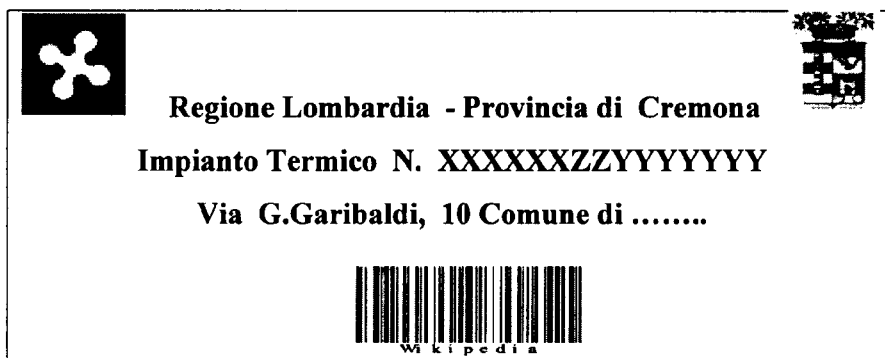 Regione Lombardia - Provincia di Cremona
Impianto Termico N. XXXXXXZZYYYYYYY
Via G.Garibaldi, 10 Comune di ........
Wikipedia